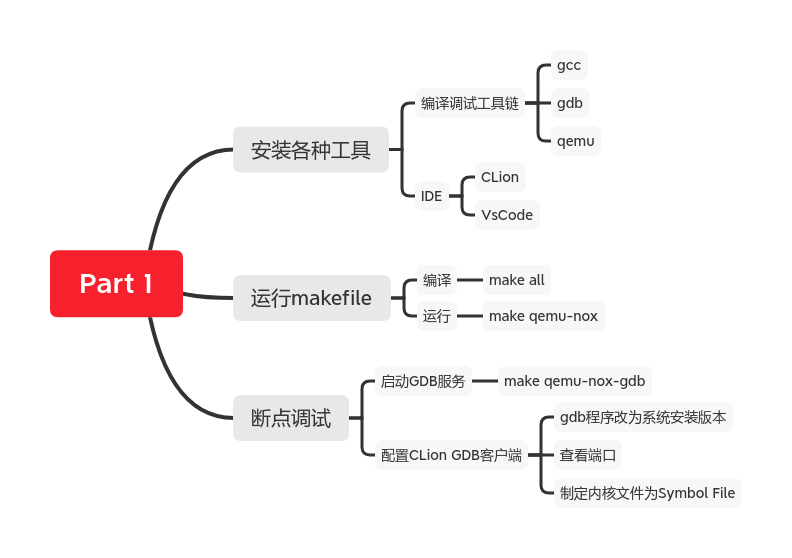 Part 1
安装各种工具
编译调试工具链
gcc
gdb
qemu
IDE
CLion
VsCode
运行makefile
编译
make all
运行
make qemu-nox
断点调试
启动GDB服务
make qemu-nox-gdb
配置CLion GDB客户端
gdb程序改为系统安装版本
查看端口
制定内核文件为Symbol File